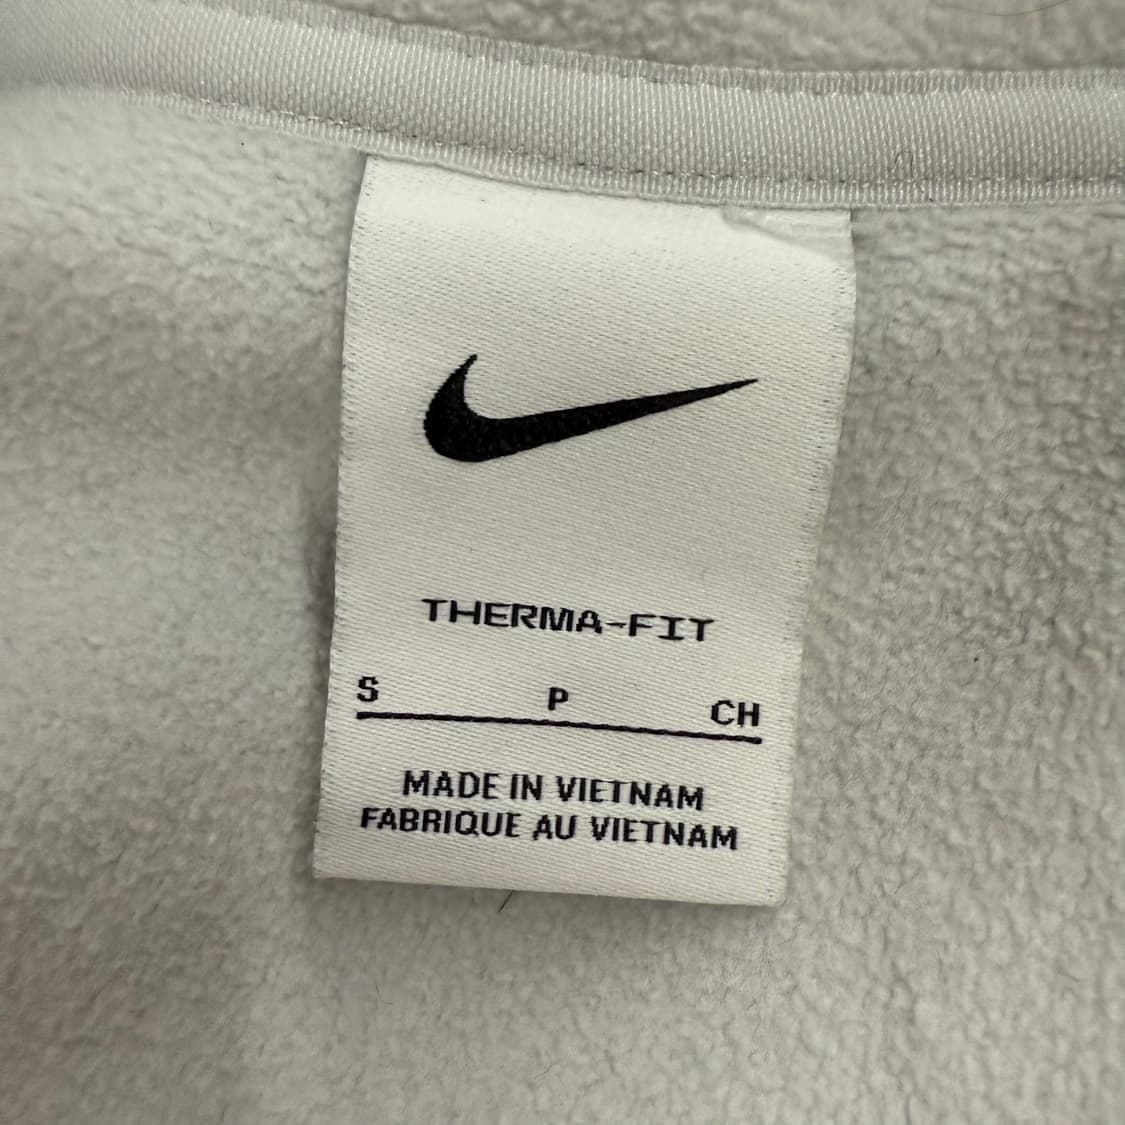 THERMA-FIT
S P CH
MADE IN VIETNAM
FABRIQUE AU VIETNAM